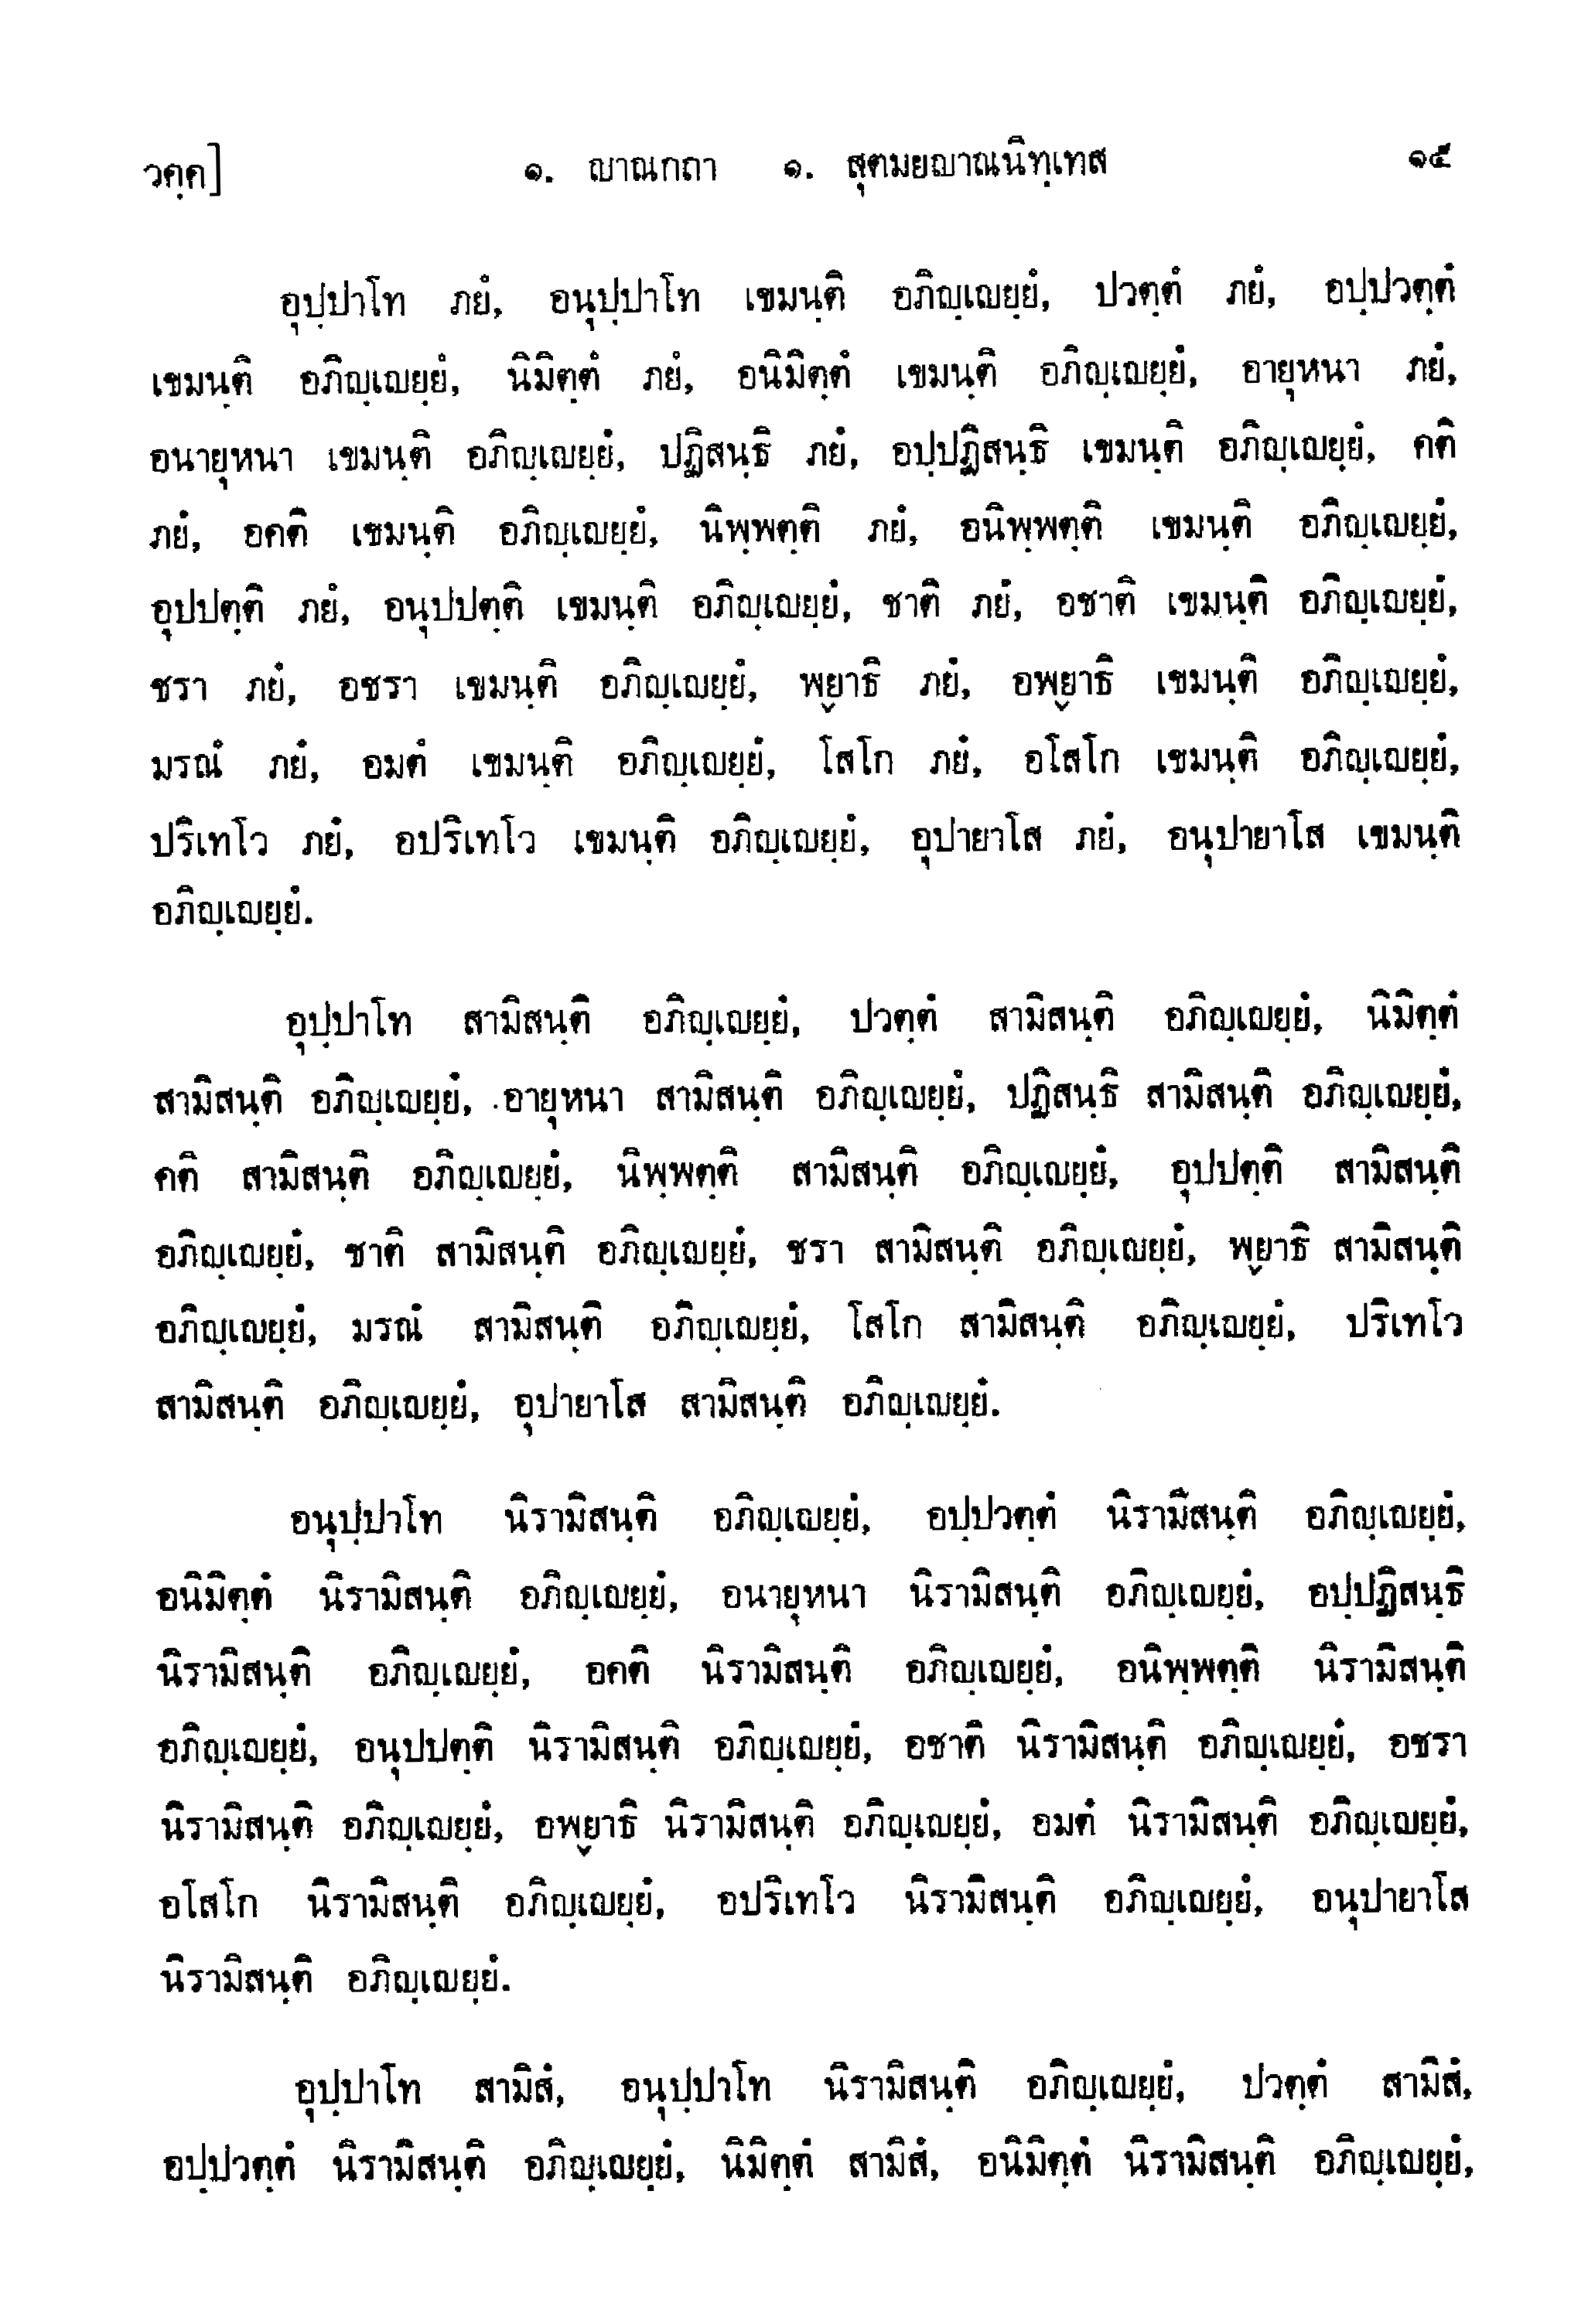 วคฺค]
๑. ญาณกถา ๑. สุตมยญาณนิทฺเทส
๑๕
อุปฺปาโท ภยํ, อนุปฺปาโท เขมนฺติ อภิญฺเญยฺยํ, ปวตฺตํ ภยํ, อปฺปวตฺตํ
เขมนฺติ อภิญฺเญยฺยํ, นิมิตฺตํ ภยํ, อนิมิตฺตํ เขมนฺติ อภิญฺเญยฺยํ, อายุหนา ภยํ,
อนายุหนา เขมนฺติ อภิญฺเญยฺยํ, ปฏิสนฺธิ ภยํ, อปฺปฏิสนฺธิ เขมนฺติ อภิญฺเญยฺยํ, คติ
ภยํ, อคติ เขมนฺติ อภิญฺเญยฺยํ, นิพฺพตฺติ ภยํ, อนิพฺพตฺติ เขมนฺติ อภิญฺเญยฺยํ,
อุปปตฺติ ภยํ, อนุปปตฺติ เขมนฺติ อภิญฺเญยฺยํ, ชาติ ภยํ, อชาติ เขมนฺติ อภิญฺเญยฺยํ,
ชรา ภยํ, อชรา เขมนฺติ อภิญฺเญยฺยํ, พฺยาธิ ภยํ, อพฺยาธิ เขมนฺติ อภิญฺเญยฺยํ,
มรณํ ภยํ, อมตํ เขมนฺติ อภิญฺเญยฺยํ, โสโก ภยํ, อโสโก เขมนฺติ อภิญฺเญยฺยํ,
ปริเทโว ภยํ, อปริเทโว เขมนฺติ อภิญฺเญยฺยํ, อุปายาโส ภยํ, อนุปายาโส เขมนฺติ
อภิญฺเญยฺยํ.
อุปฺปาโท สามิสนฺติ อภิญฺเญยฺยํ, ปวตฺตํ สามิสนฺติ อภิญฺเญยฺยํ, นิมิตฺตํ
สามิสนฺติ อภิญฺเญยฺยํ, อายุหนา สามิสนฺติ อภิญฺเญยฺยํ, ปฏิสนฺธิ สามิสนฺติ อภิญฺเญยฺยํ,
คติ สามิสนฺติ อภิญฺเญยฺยํ, นิพฺพตฺติ สามิสนฺติ อภิญฺเญยฺยํ, อุปปตฺติ สามิสนฺติ
อภิญฺเญยฺยํ, ชาติ สามิสนฺติ อภิญฺเญยฺยํ, ชรา สามิสนฺติ อภิญฺเญยฺยํ, พฺยาธิ สามิสนฺติ
อภิญฺเญยฺยํ, มรณํ สามิสนฺติ อภิญฺเญยฺยํ, โสโก สามิสนฺติ อภิญฺเญยฺยํ, ปริเทโว
สามิสนฺติ อภิญฺเญยฺยํ, อุปายาโส สามิสนฺติ อภิญฺเญยฺยํ.
อนุปฺปาโท นิรามิสนฺติ อภิญฺเญยฺยํ, อปฺปวตฺตํ นิรามิสนฺติ อภิญฺเญยฺยํ,
อนิมิตฺตํ นิรามิสนฺติ อภิญฺเญยฺยํ, อนายุหนา นิรามิสนฺติ อภิญฺเญยฺยํ, อปฺปฏิสนฺธิ
นิรามิสนฺติ อภิญฺเญยฺยํ, อคติ นิรามิสนฺติ อภิญฺเญยฺยํ, อนิพฺพตฺติ นิรามิสนฺติ
อภิญฺเญยฺยํ, อนุปปตฺติ นิรามิสนฺติ อภิญฺเญยฺยํ, อชาติ นิรามิสนฺติ อภิญฺเญยฺยํ, อชรา
นิรามิสนฺติ อภิญฺเญยฺยํ, อพฺยาธิ นิรามิสนฺติ อภิญฺเญยฺยํ, อมตํ นิรามิสนฺติ อภิญฺเญยฺยํ,
อโสโก นิรามิสนฺติ อภิญฺเญยฺยํ, อปริเทโว นิรามิสนฺติ อภิญฺเญยฺยํ, อนุปายาโส
นิรามิสนฺติ อภิญฺเญยฺยํ.
อุปฺปาโท สามิสํ, อนุปฺปาโท นิรามิสนฺติ อภิญฺเญยฺยํ, ปวตฺตํ สามิสํ,
อปฺปวตฺตํ นิรามิสนฺติ อภิญฺเญยฺยํ, นิมิตฺตํ สามิสํ, อนิมิตฺตํ นิรามิสนฺติ อภิญฺเญยฺยํ,